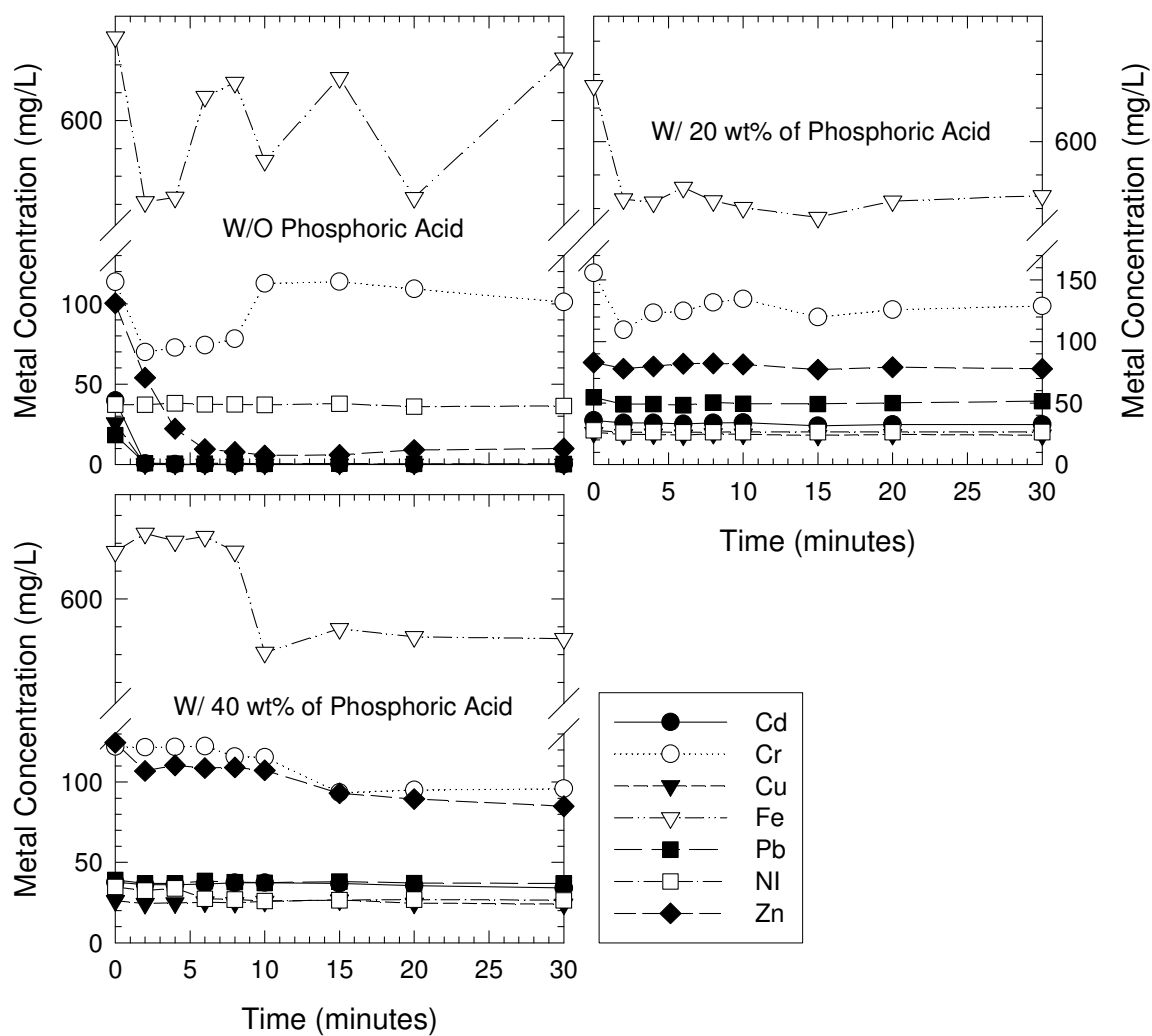 Metal Concentration (mg/L)
600
100
50
0
W/O Phosphoric Acid
W/ 20 wt% of Phosphoric Acid
600
150
100
50
0
Metal Concentration (mg/L)
0 5 10 15 20 25 30
Time (minutes)
Metal Concentration (mg/L)
600
100
50
0
W/ 40 wt% of Phosphoric Acid
0 5 10 15 20 25 30
Time (minutes)
Cd
Cr
Cu
Fe
Pb
NI
Zn